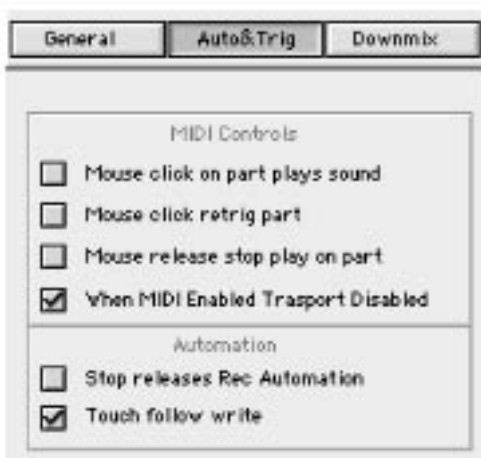 General Auto&Trig Downmix
MIDI Controls
Mouse click on part plays sound
Mouse click retrig part
Mouse release stop play on part
When MIDI Enabled Trasport Disabled
Automation
Stop releases Rec Automation
Touch follow write